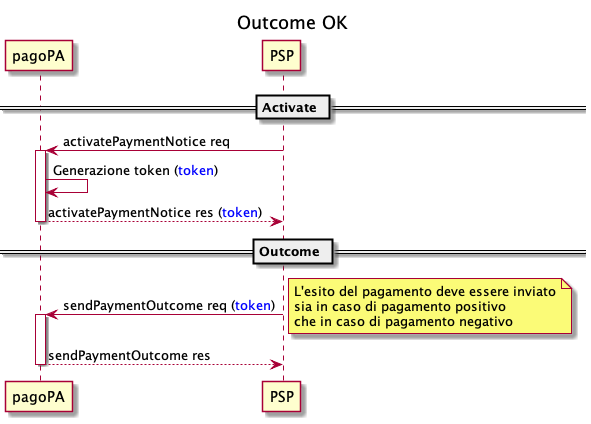 Outcome OK
pagoPA
PSP
Activate
activatePaymentNotice req
Generazione token (token)
activatePaymentNotice res (token)
Outcome
sendPaymentOutcome req (token)
L'esito del pagamento deve essere inviato
sia in caso di pagamento positivo
che in caso di pagamento negativo
sendPaymentOutcome res
pagoPA
PSP